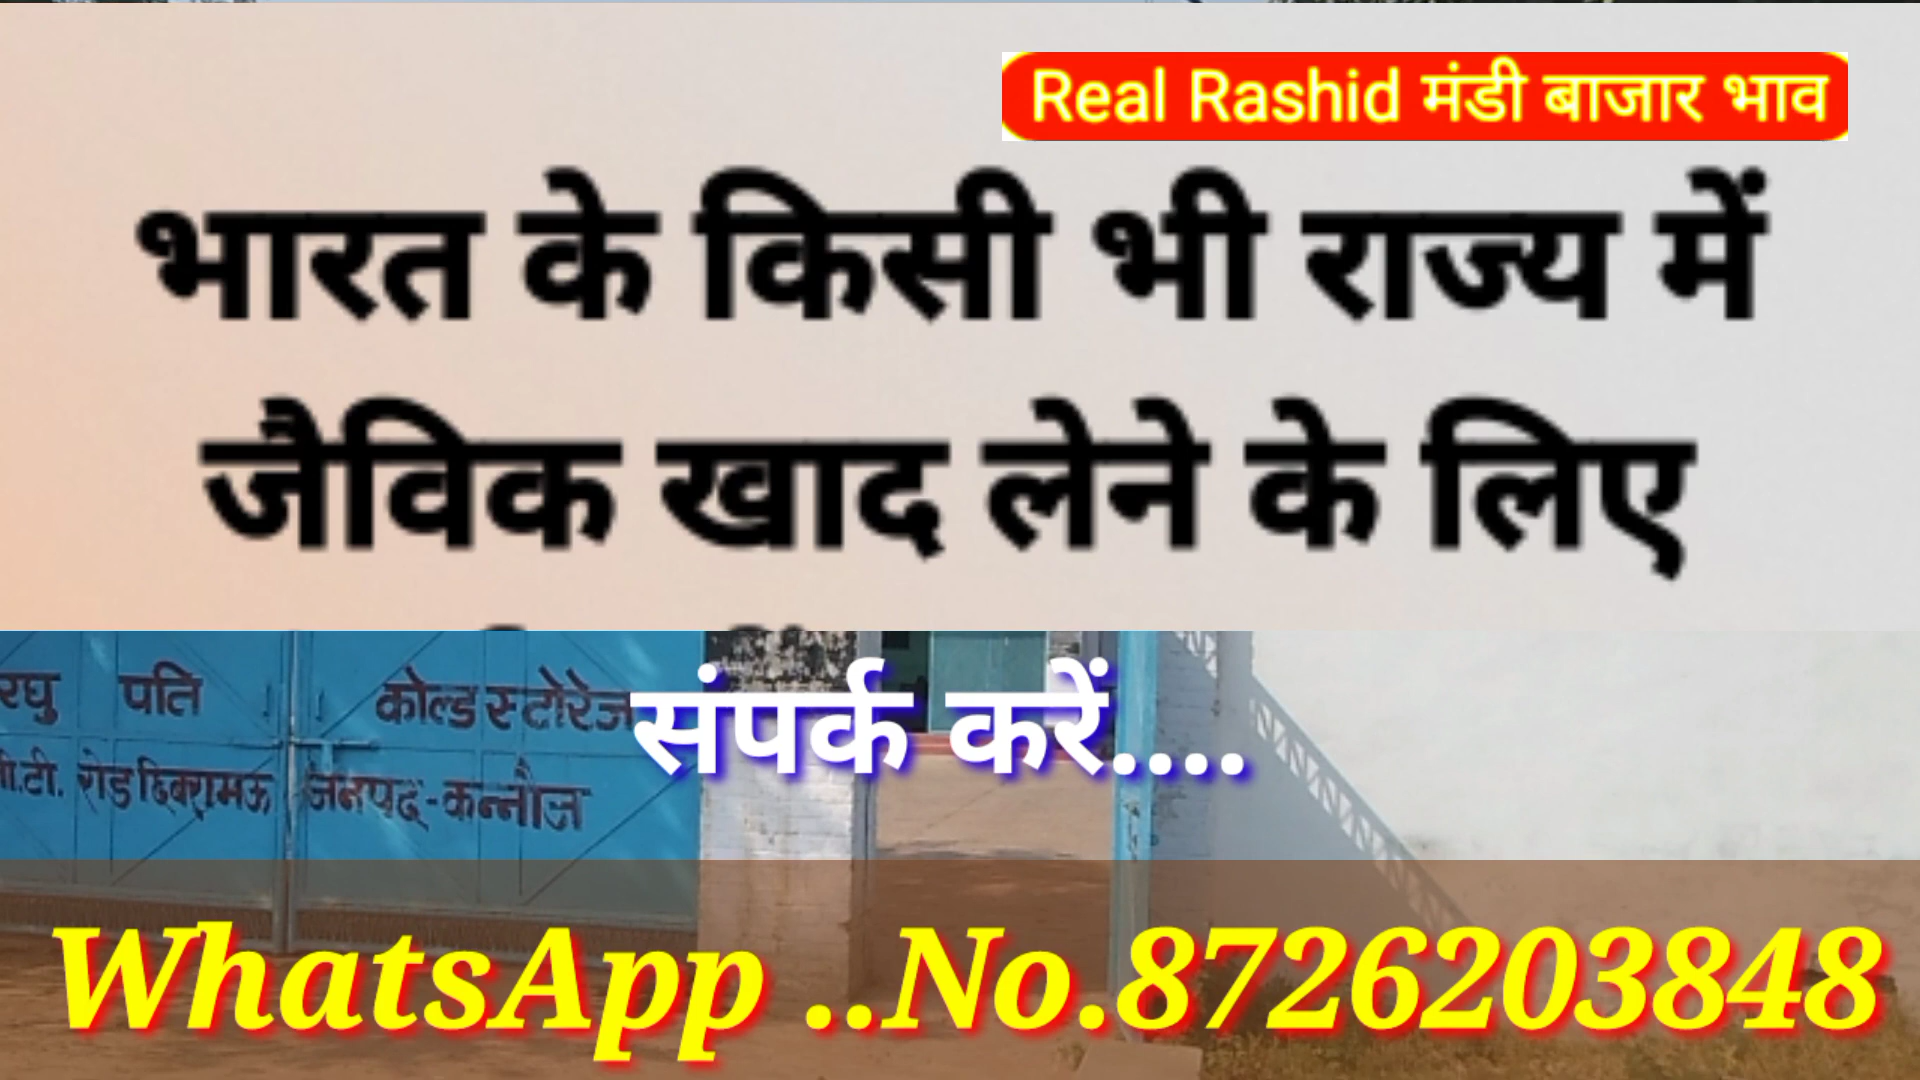 Real Rashid मंडी बाजार भाव
भारत के किसी भी राज्य में
जैविक खाद लेने के लिए
रघु पति कोल्ड स्टोरेज
संपर्क करें....
.टी. रोड छिबरामऊ जनपद-कन्नौज
WhatsApp ..No.8726203848